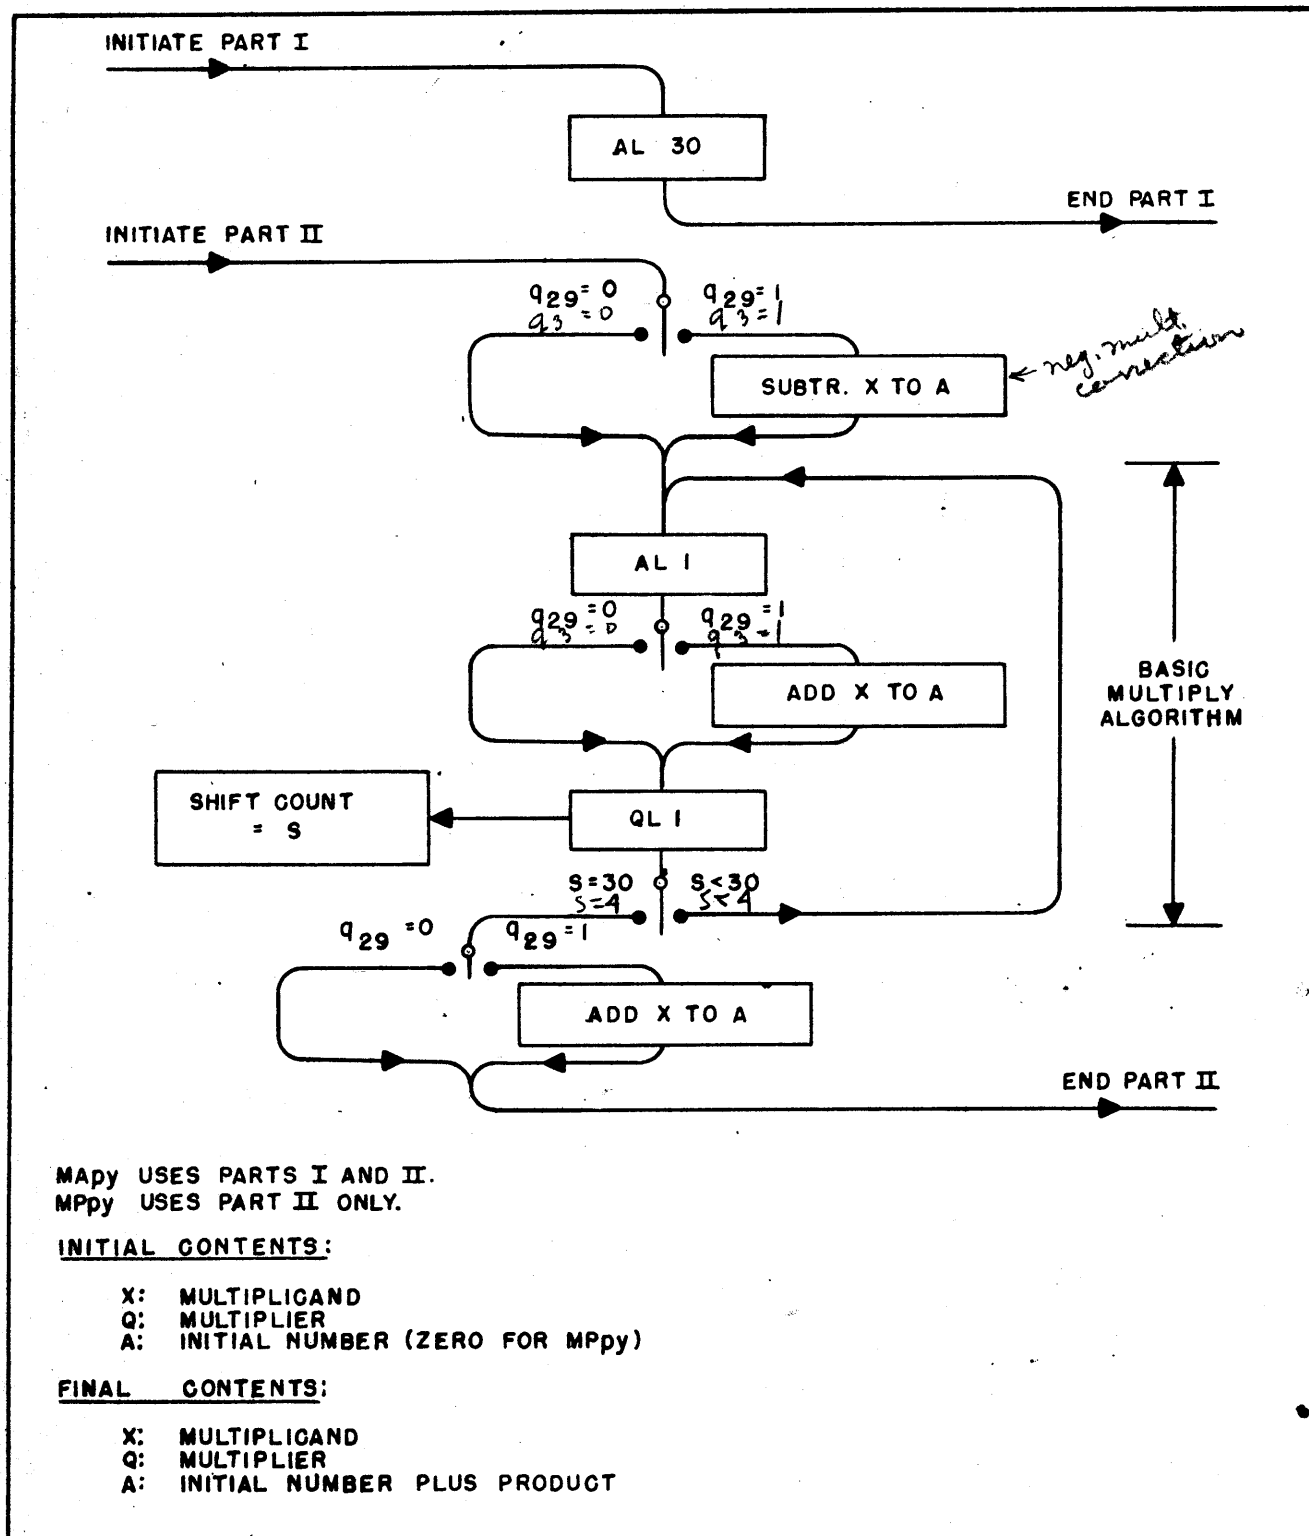 INITIATE PART I
AL 30
END PART I
INITIATE PART II
q29 = 0
q3 = 0
q29 = 1
q3 = 1
SUBTR. X TO A
← neg. mult.
correction
AL 1
q29 = 0
q3 = 0
q29 = 1
q3 = 1
ADD X TO A
BASIC
MULTIPLY
ALGORITHM
SHIFT COUNT
= S
QL 1
S=30
S=4
S<30
S<4
q29 = 0
q29 = 1
ADD X TO A
END PART II
MApy USES PARTS I AND II.
MPpy USES PART II ONLY.
INITIAL CONTENTS:
X: MULTIPLICAND
Q: MULTIPLIER
A: INITIAL NUMBER (ZERO FOR MPpy)
FINAL CONTENTS:
X: MULTIPLICAND
Q: MULTIPLIER
A: INITIAL NUMBER PLUS PRODUCT